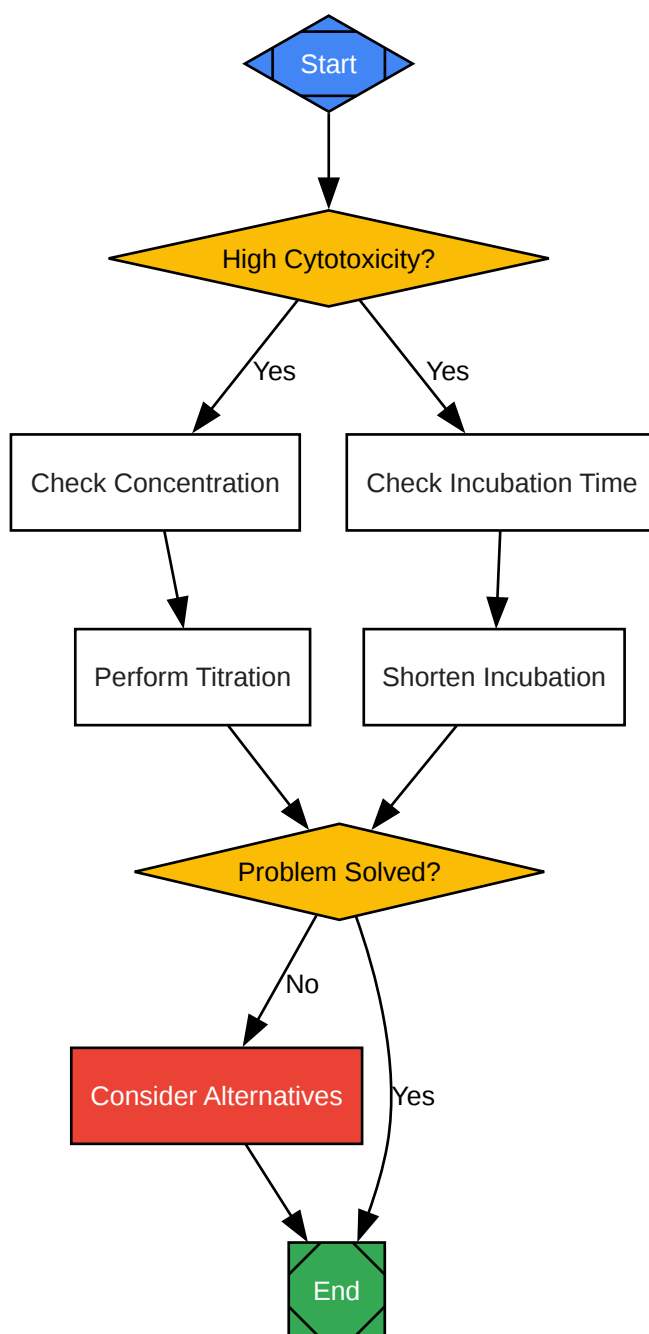 Start
High Cytotoxicity?
Yes
Yes
Check Concentration
Check Incubation Time
Perform Titration
Shorten Incubation
Problem Solved?
No
Consider Alternatives
Yes
End